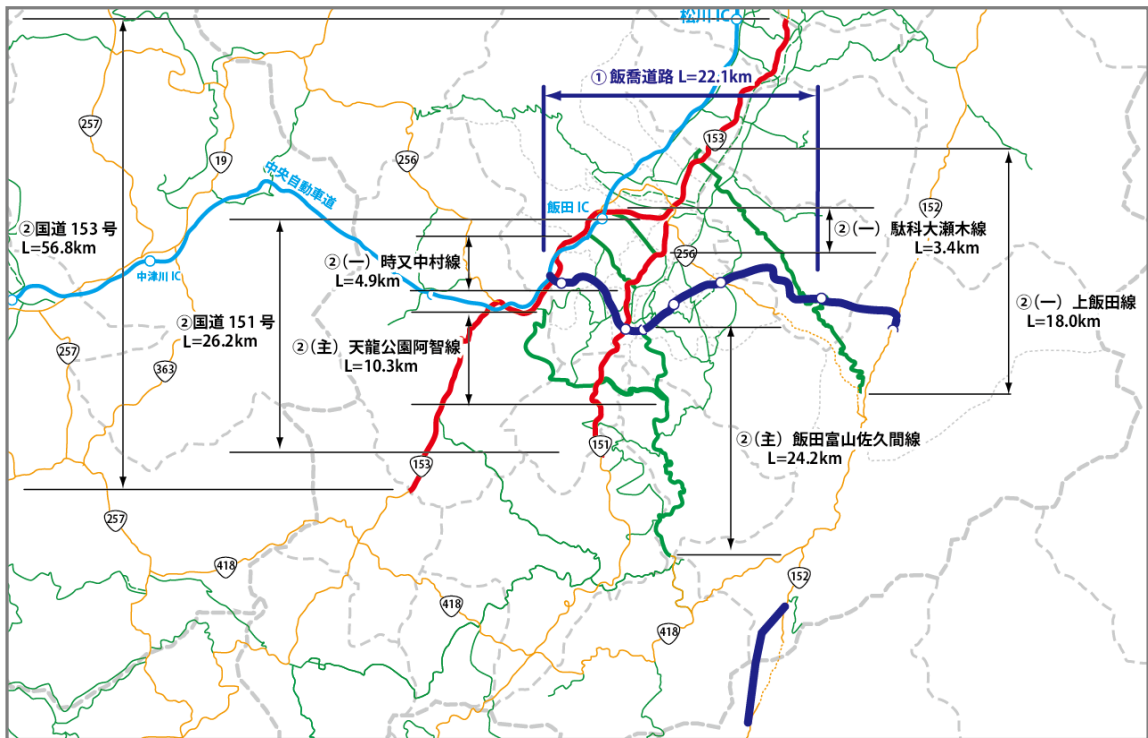 松川 IC
① 飯喬道路 L=22.1km
257
19
256
153
中央自動車道
152
飯田 IC
②国道 153 号
L=56.8km
②(一) 駄科大瀬木線
L=3.4km
256
②(一) 時又中村線
L=4.9km
中津川 IC
②(一) 上飯田線
L=18.0km
②国道 151 号
L=26.2km
②(主) 天龍公園阿智線
L=10.3km
257
363
②(主) 飯田富山佐久間線
L=24.2km
151
153
257
418
152
418
418